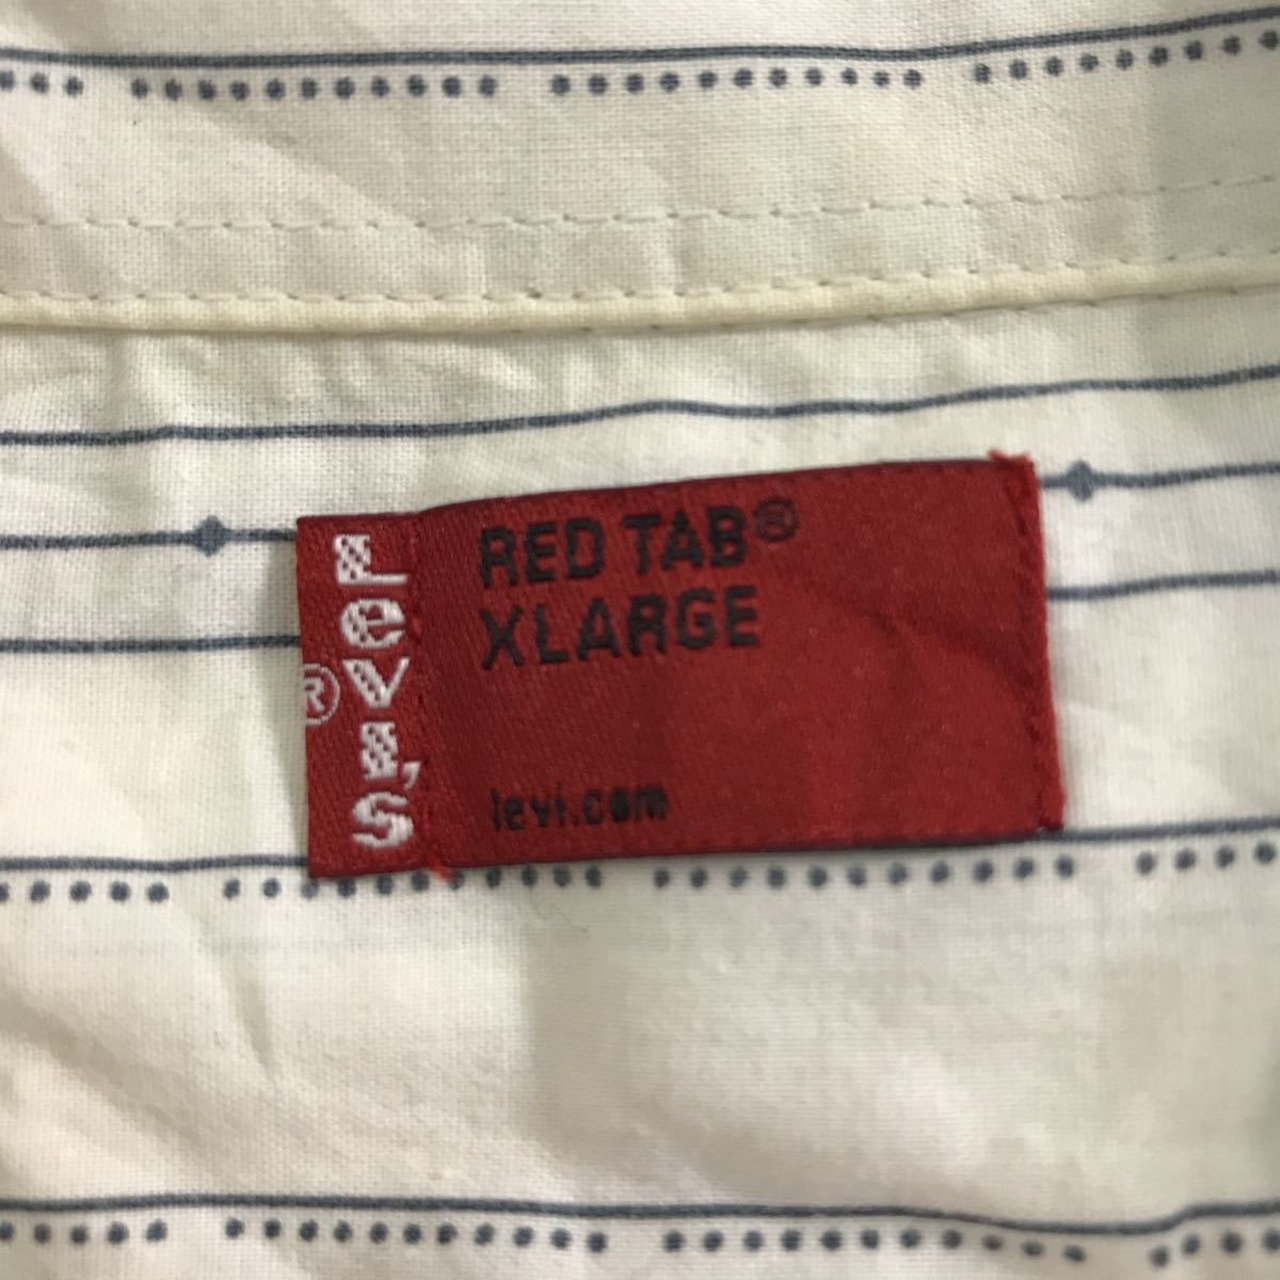 LEVI'S
®
RED TAB®
XLARGE
levi.com